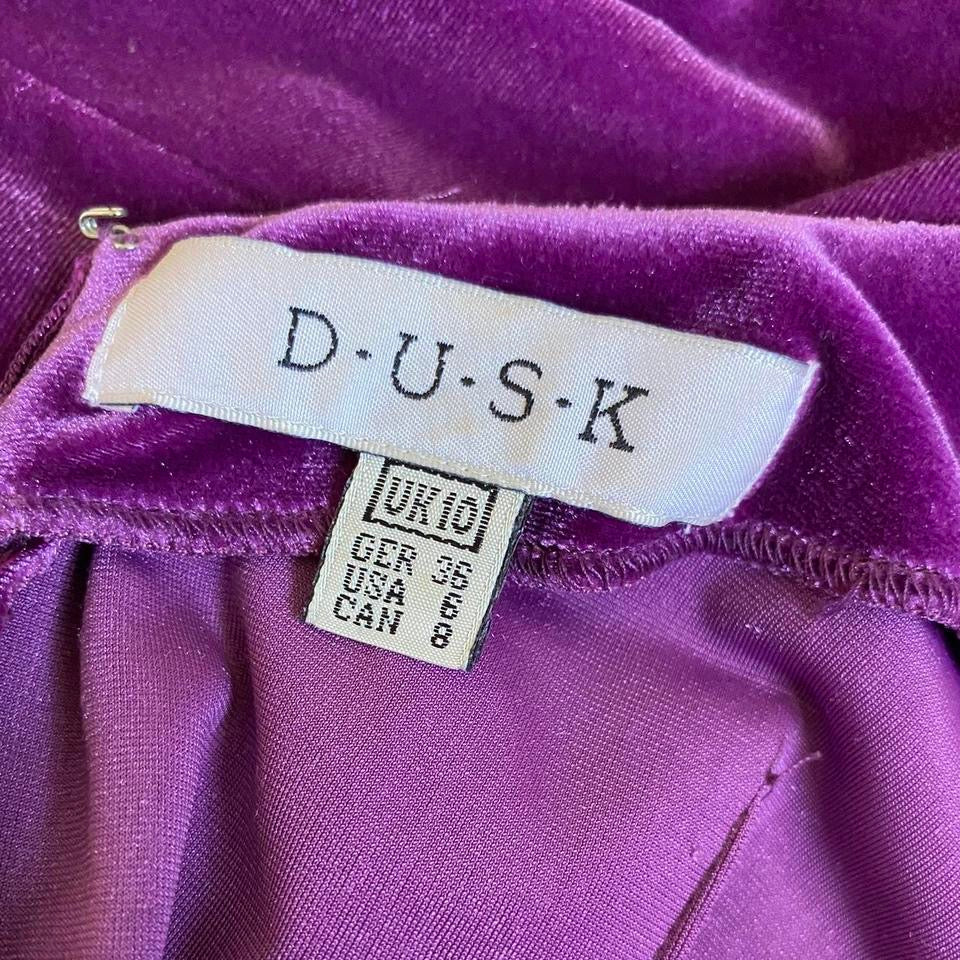 D·U·S·K
UK10
GER 36
USA 6
CAN 8